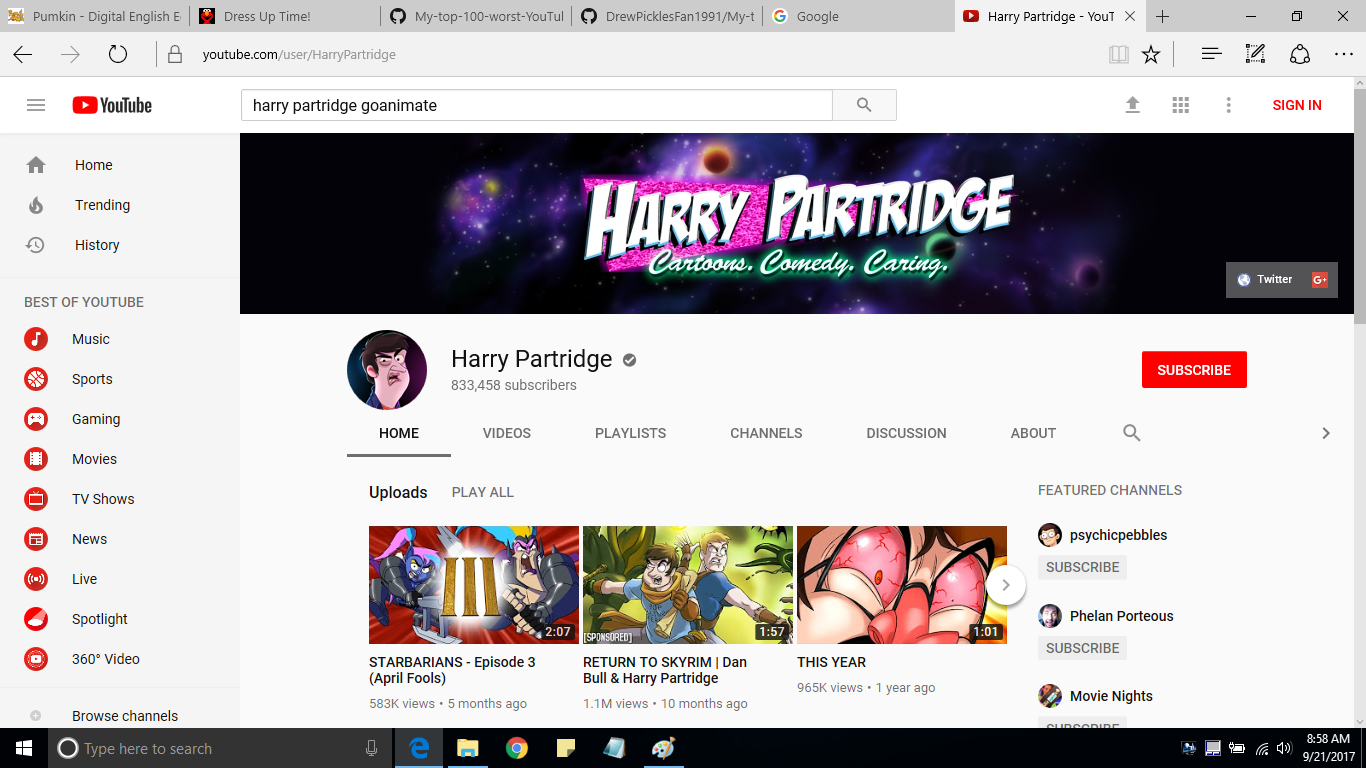 Pumkin - Digital English E
Dress Up Time!
My-top-100-worst-YouTul
DrewPicklesFan1991/My-t
Google
Harry Partridge - YouT
youtube.com/user/HarryPartridge
YouTube
harry partridge goanimate
SIGN IN
Home
Trending
History
BEST OF YOUTUBE
Music
Sports
Gaming
Movies
TV Shows
News
Live
Spotlight
360° Video
Browse channels
HARRY PARTRIDGE
Cartoons. Comedy. Caring.
Twitter
G+
Harry Partridge
833,458 subscribers
SUBSCRIBE
HOME
VIDEOS
PLAYLISTS
CHANNELS
DISCUSSION
ABOUT
Uploads
PLAY ALL
III
2:07
STARBARIANS - Episode 3
(April Fools)
583K views • 5 months ago
[SPONSORED]
1:57
RETURN TO SKYRIM | Dan
Bull & Harry Partridge
1.1M views • 10 months ago
1:01
THIS YEAR
965K views • 1 year ago
FEATURED CHANNELS
psychicpebbles
SUBSCRIBE
Phelan Porteous
SUBSCRIBE
Movie Nights
SUBSCRIBE
Type here to search
8:58 AM
9/21/2017